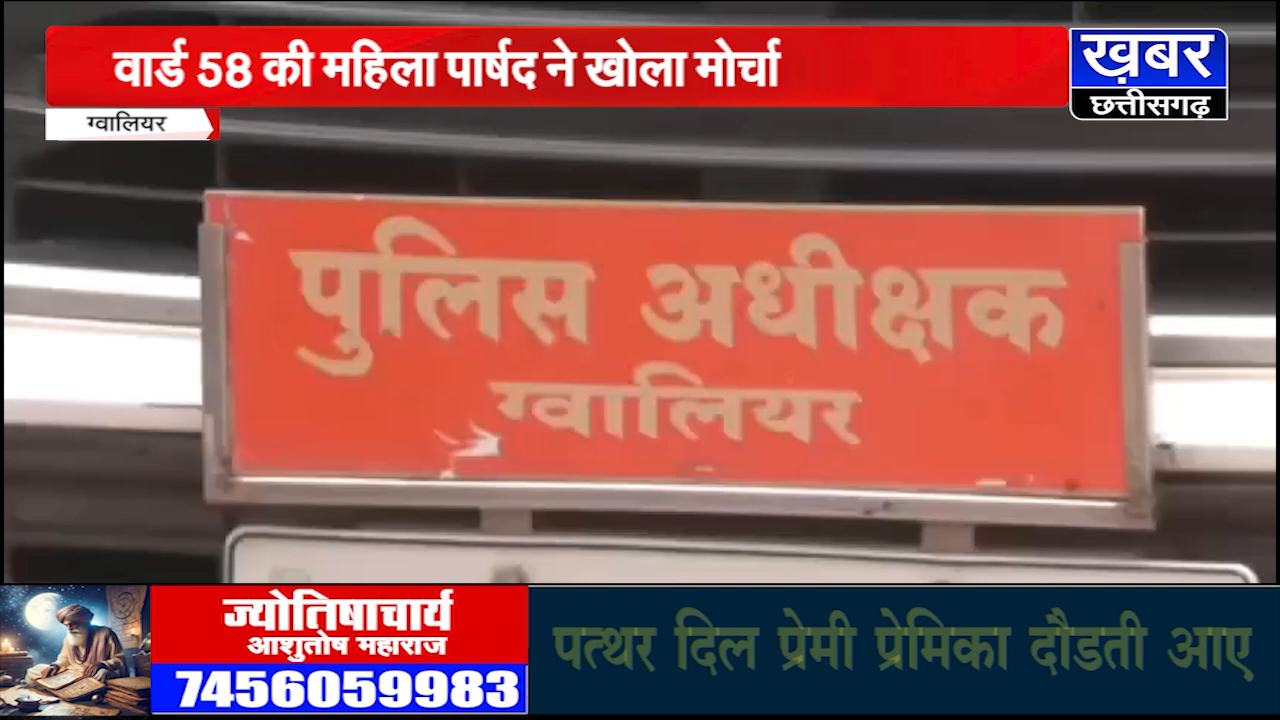 वार्ड 58 की महिला पार्षद ने खोला मोर्चा
ख़बर
छत्तीसगढ़
ग्वालियर
पुलिस अधीक्षक
ग्वालियर
ज्योतिषाचार्य
आशुतोष महाराज
7456059983
पत्थर दिल प्रेमी प्रेमिका दौडती आए